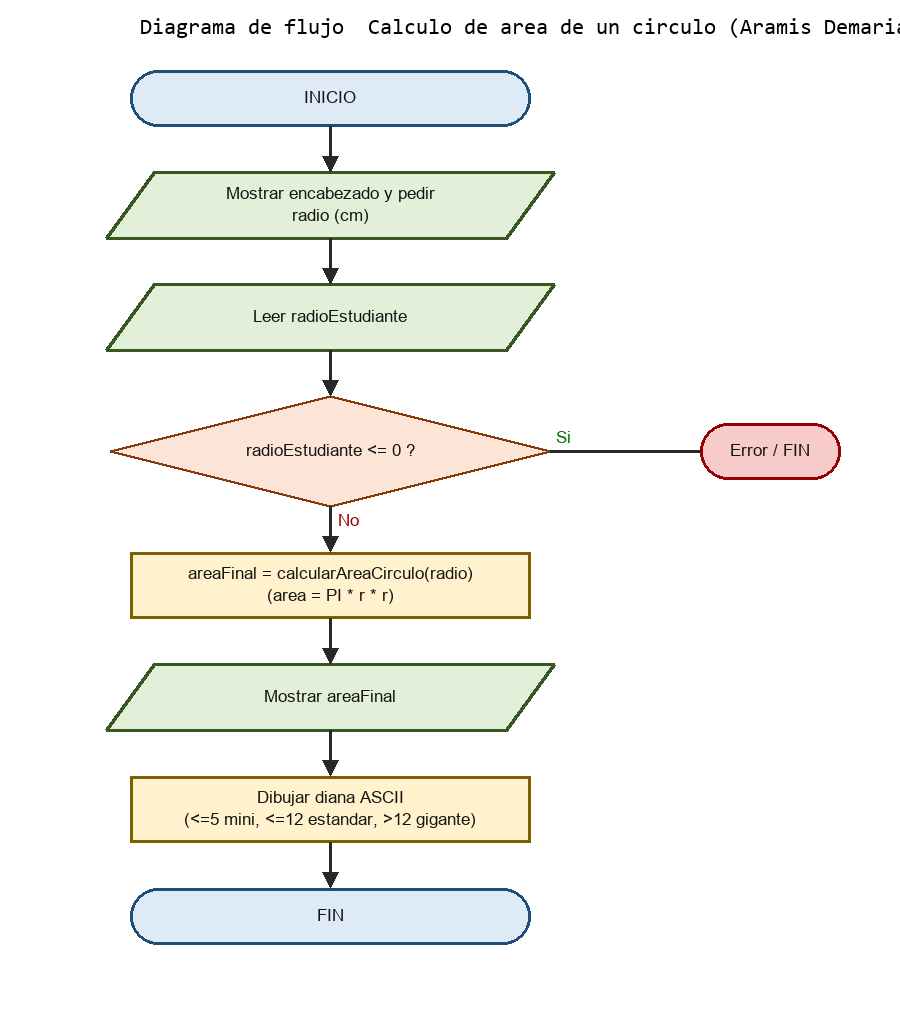 Diagrama de flujo  Calculo de area de un circulo (Aramis Demaria
INICIO
Mostrar encabezado y pedir
radio (cm)
Leer radioEstudiante
radioEstudiante <= 0 ?
Si
Error / FIN
No
areaFinal = calcularAreaCirculo(radio)
(area = PI * r * r)
Mostrar areaFinal
Dibujar diana ASCII
(<=5 mini, <=12 estandar, >12 gigante)
FIN